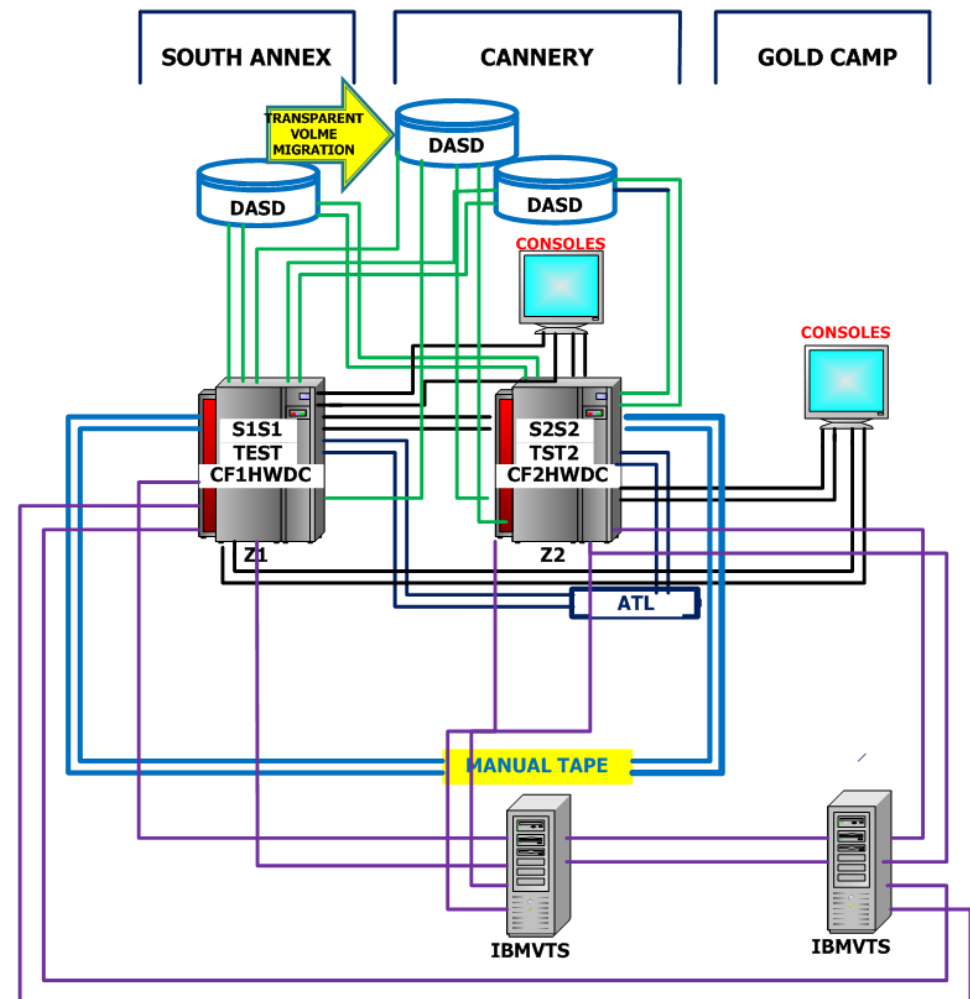 SOUTH ANNEX
CANNERY
GOLD CAMP
TRANSPARENT
VOLME
MIGRATION
DASD
DASD
DASD
CONSOLES
CONSOLES
S1S1
TEST
CF1HWDC
Z1
S2S2
TST2
CF2HWDC
Z2
ATL
MANUAL TAPE
IBMVTS
IBMVTS